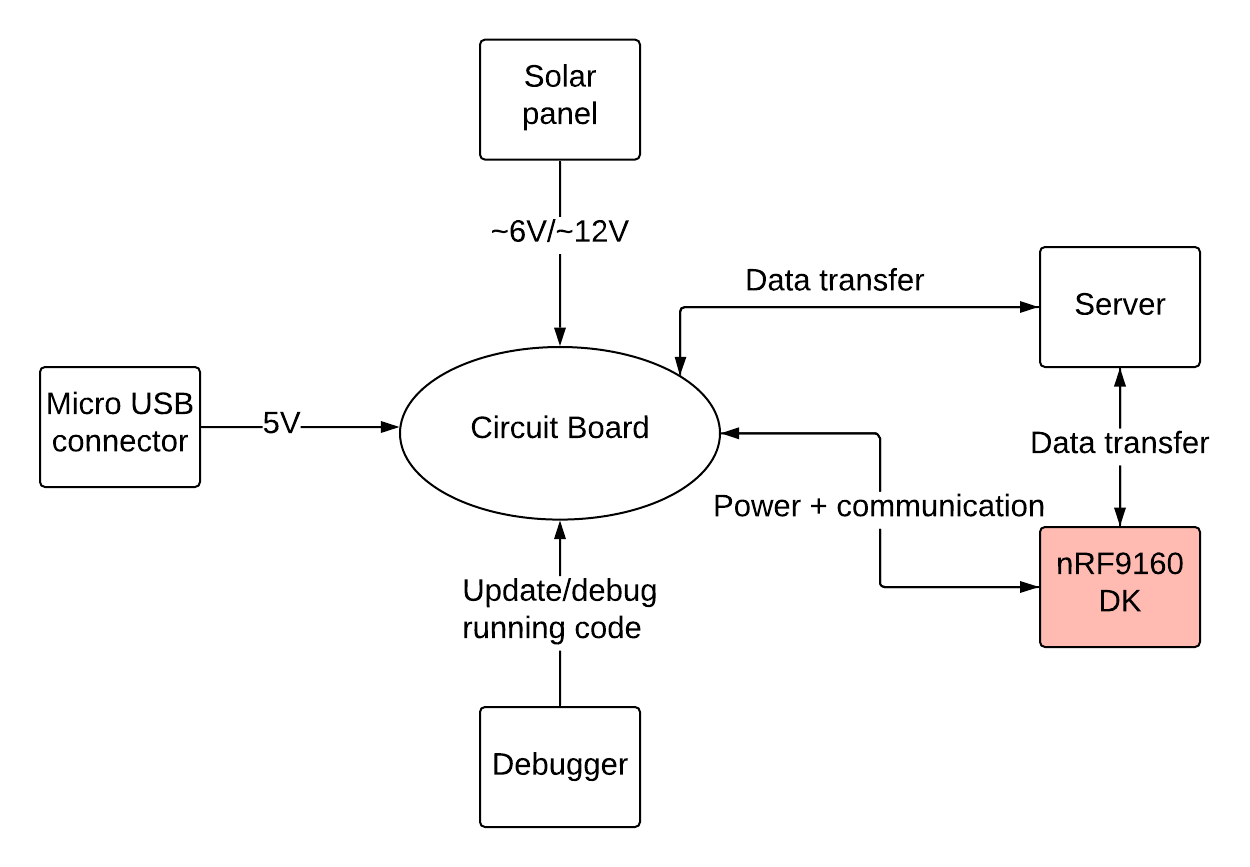 Solar
panel
~6V/~12V
Data transfer
Server
Micro USB
connector
5V
Circuit Board
Data transfer
Power + communication
nRF9160
DK
Update/debug
running code
Debugger